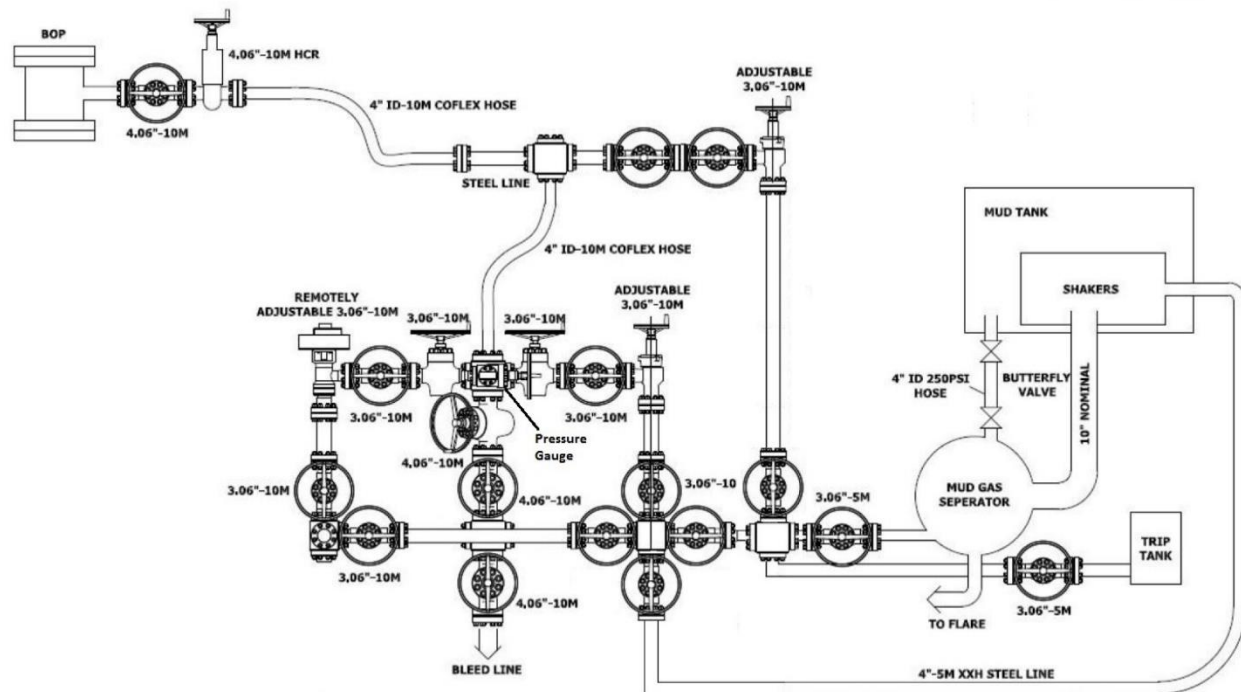 BOP
4.06"-10M HCR
4.06"-10M
4" ID-10M COFLEX HOSE
STEEL LINE
ADJUSTABLE
3.06"-10M
4" ID-10M COFLEX HOSE
MUD TANK
SHAKERS
REMOTELY
ADJUSTABLE 3.06"-10M
3.06"-10M
3.06"-10M
ADJUSTABLE
3.06"-10M
4" ID 250PSI
HOSE
BUTTERFLY
VALVE
10" NOMINAL
3.06"-10M
3.06"-10M
Pressure
Gauge
4.06"-10M
3.06"-10M
4.06"-10M
3.06"-10
3.06"-5M
MUD GAS
SEPERATOR
TRIP
TANK
3.06"-10M
4.06"-10M
3.06"-5M
TO FLARE
BLEED LINE
4"-5M XXH STEEL LINE